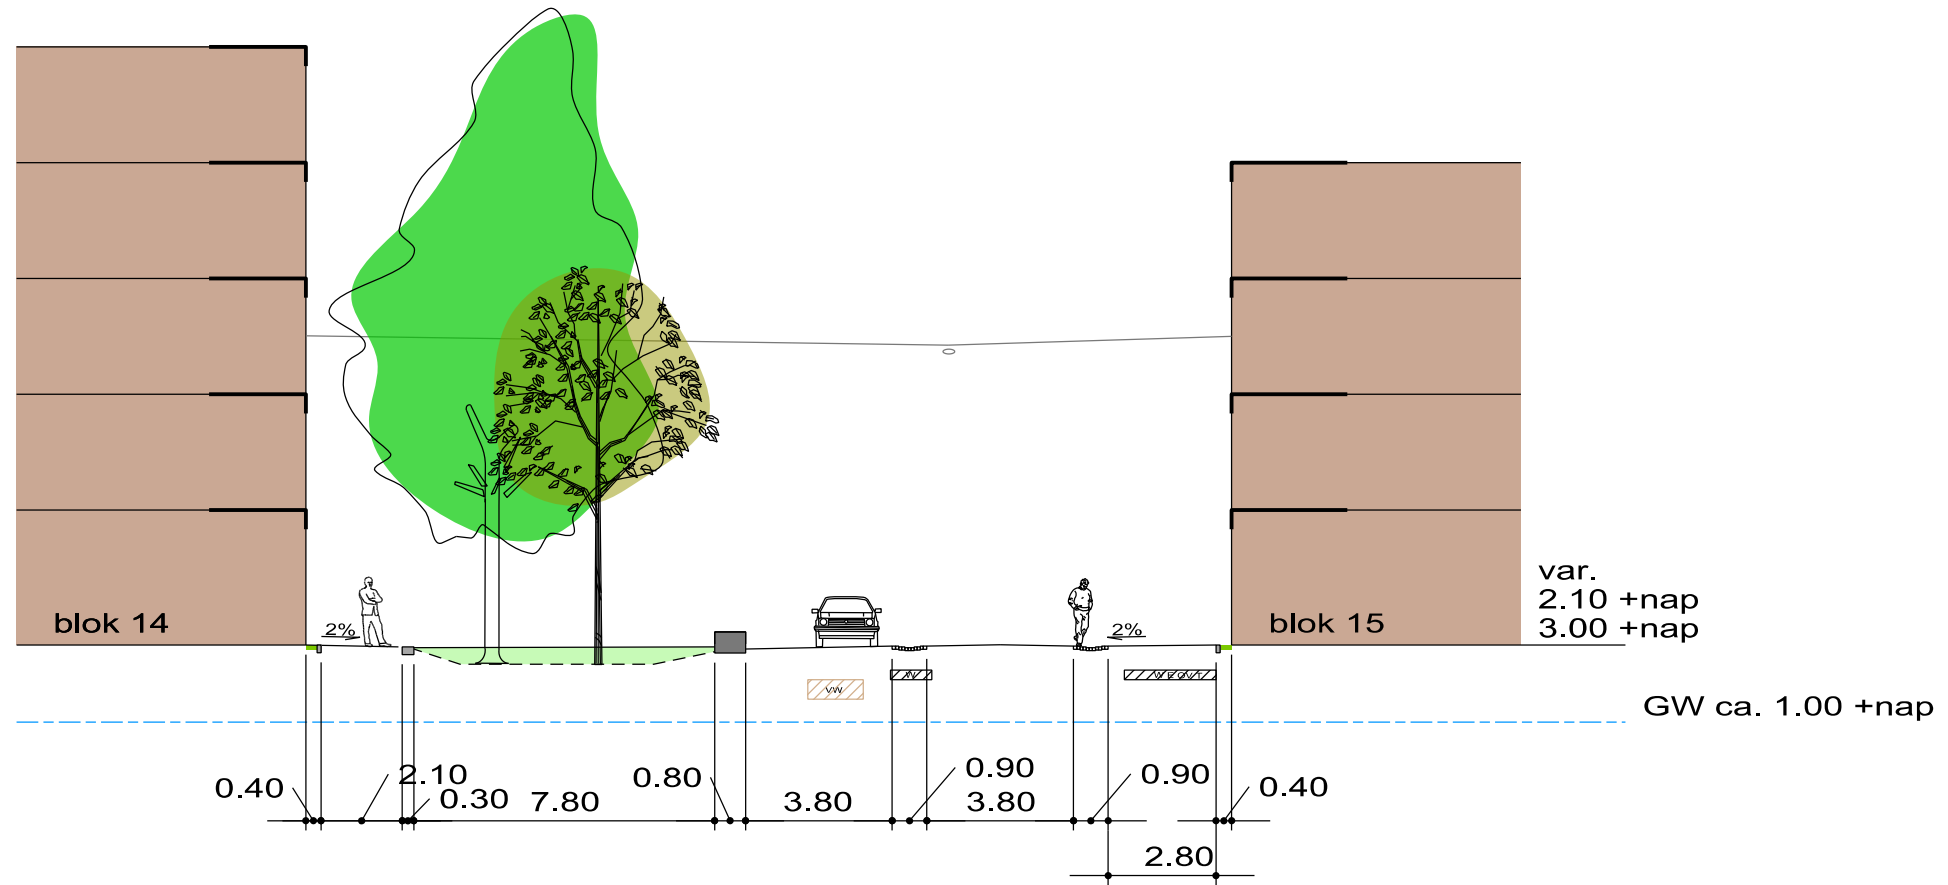 blok 14
2%
2%
blok 15
var.
2.10 +nap
3.00 +nap
VW
W
W E O V T
GW ca. 1.00 +nap
0.40
2.10
0.30
7.80
0.80
3.80
0.90
3.80
0.90
0.40
2.80